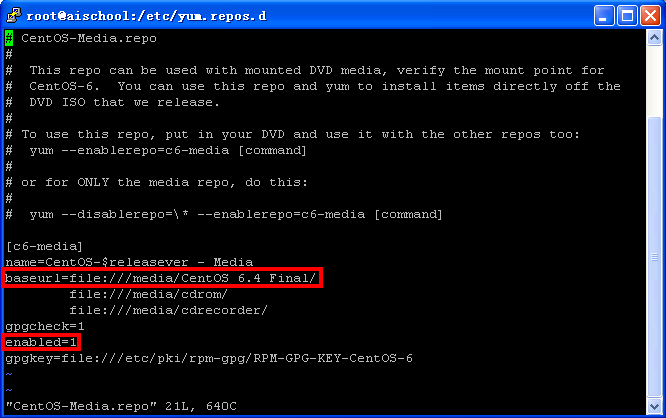 root@aischool:/etc/yum.repos.d
# CentOS-Media.repo
#
#  This repo can be used with mounted DVD media, verify the mount point for
#  CentOS-6.  You can use this repo and yum to install items directly off the
#  DVD ISO that we release.
#
# To use this repo, put in your DVD and use it with the other repos too:
#  yum --enablerepo=c6-media [command]
#
# or for ONLY the media repo, do this:
#
#  yum --disablerepo=\* --enablerepo=c6-media [command]

[c6-media]
name=CentOS-$releasever - Media
baseurl=file:///media/CentOS 6.4 Final/
        file:///media/cdrom/
        file:///media/cdrecorder/
gpgcheck=1
enabled=1
gpgkey=file:///etc/pki/rpm-gpg/RPM-GPG-KEY-CentOS-6
~
~
"CentOS-Media.repo" 21L, 640C